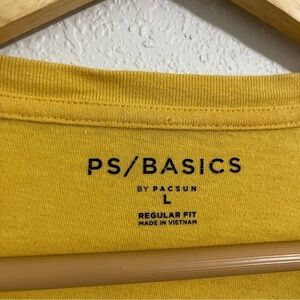 PS/BASICS
BY PACSUN
L
REGULAR FIT
MADE IN VIETNAM